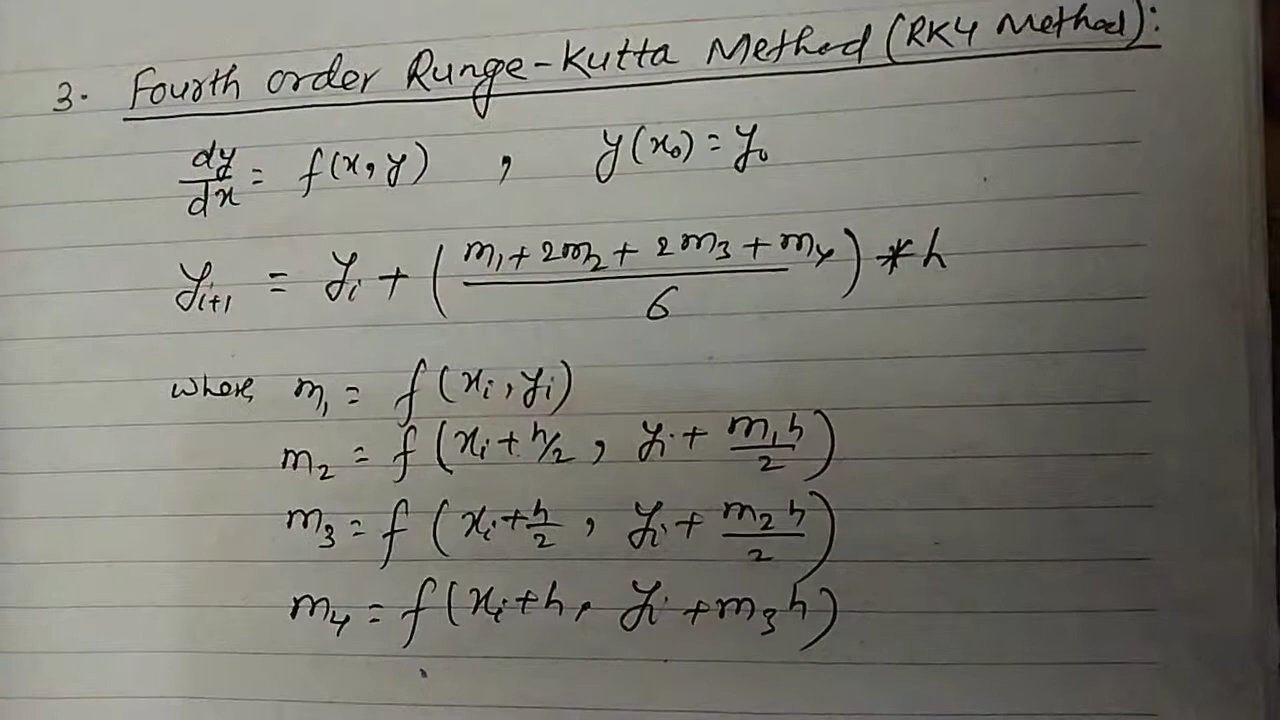 3. Fourth order Runge-Kutta Method (RK4 Method):
dy/dx = f(x, y) , y(x₀) = y₀
yᵢ₊₁ = yᵢ + ((m₁ + 2m₂ + 2m₃ + m₄)/6) * h
where, m₁ = f(xᵢ, yᵢ)
m₂ = f(xᵢ + h/2, yᵢ + m₁h/2)
m₃ = f(xᵢ + h/2, yᵢ + m₂h/2)
m₄ = f(xᵢ + h, yᵢ + m₃h)